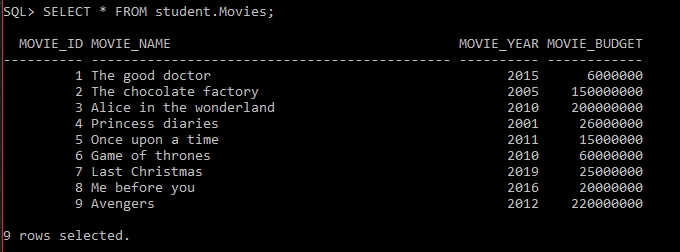 SQL> SELECT * FROM student.Movies;
MOVIE_ID MOVIE_NAME MOVIE_YEAR MOVIE_BUDGET
---------- -------------------------------------------------- ---------- ------------
1 The good doctor 2015 6000000
2 The chocolate factory 2005 150000000
3 Alice in the wonderland 2010 200000000
4 Princess diaries 2001 26000000
5 Once upon a time 2011 15000000
6 Game of thrones 2010 60000000
7 Last Christmas 2019 25000000
8 Me before you 2016 20000000
9 Avengers 2012 220000000
9 rows selected.